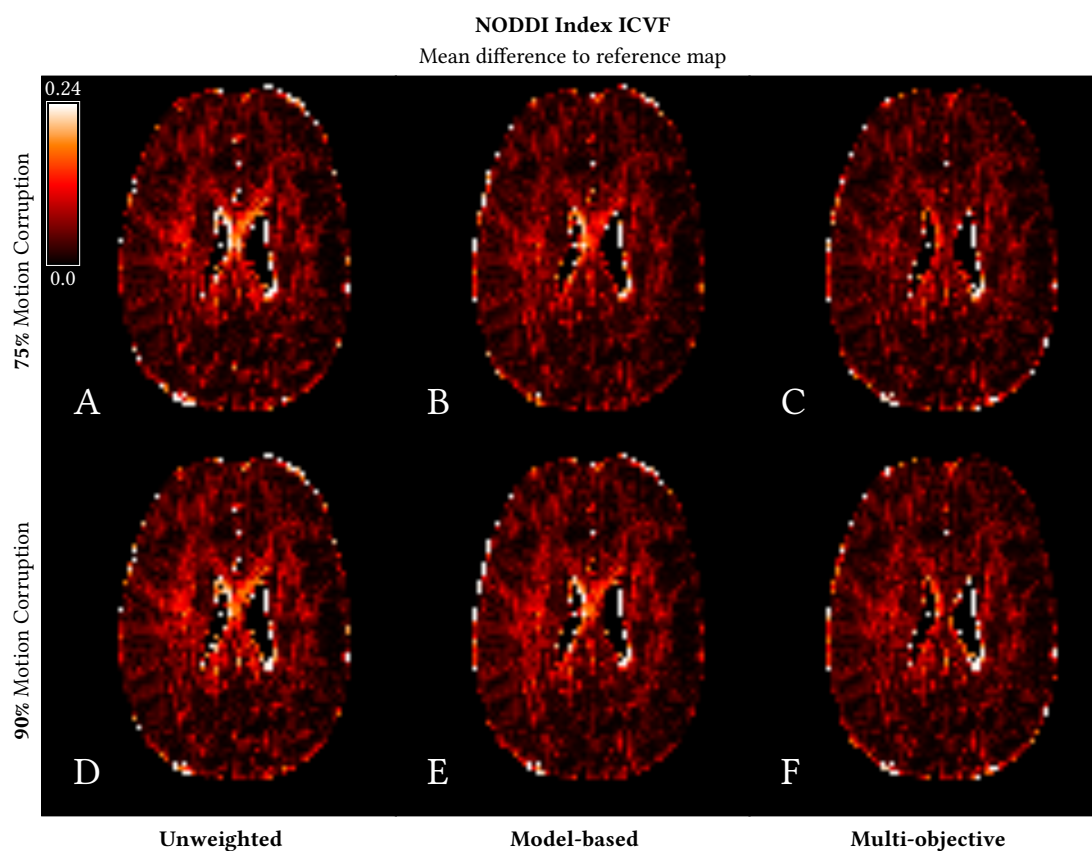 NODDI Index ICVF
Mean difference to reference map
0.24
0.0
75% Motion Corruption
A
B
C
90% Motion Corruption
D
E
F
Unweighted
Model-based
Multi-objective